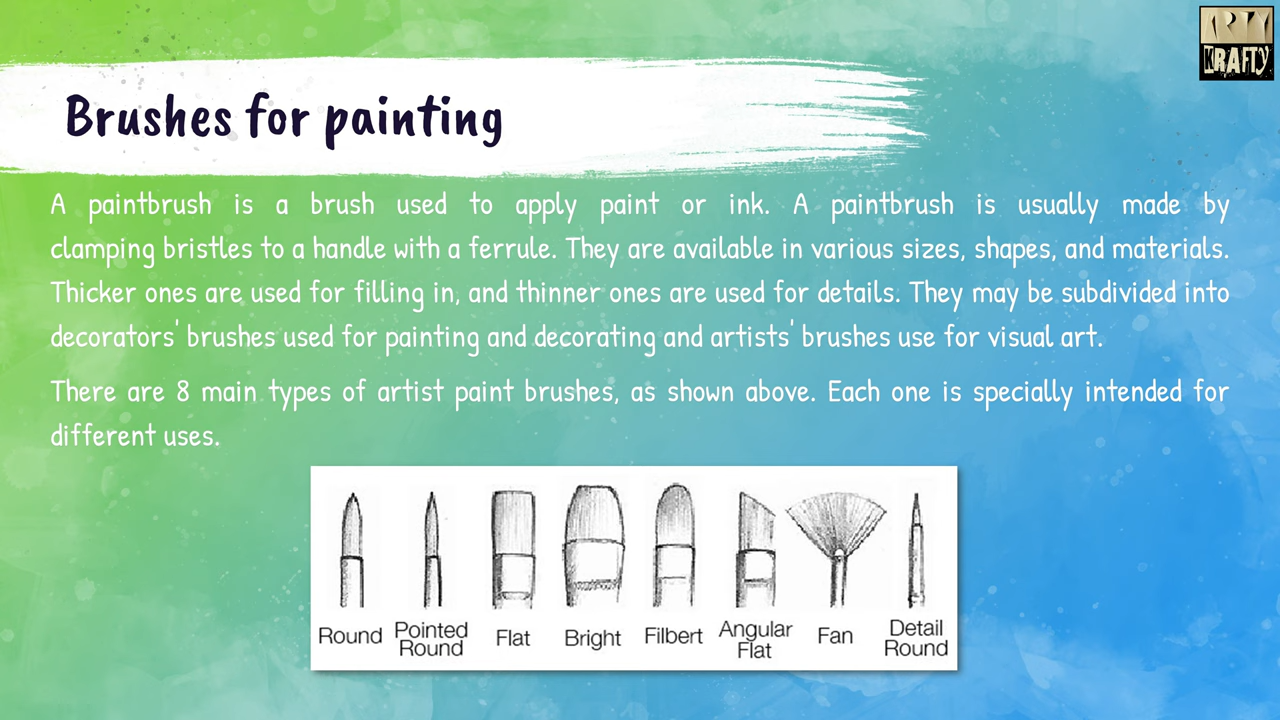 ARTY
KRAFTY
Brushes for painting
A paintbrush is a brush used to apply paint or ink. A paintbrush is usually made by
clamping bristles to a handle with a ferrule. They are available in various sizes, shapes, and materials.
Thicker ones are used for filling in, and thinner ones are used for details. They may be subdivided into
decorators' brushes used for painting and decorating and artists' brushes use for visual art.
There are 8 main types of artist paint brushes, as shown above. Each one is specially intended for
different uses.
Round
Pointed
Round
Flat
Bright
Filbert
Angular
Flat
Fan
Detail
Round